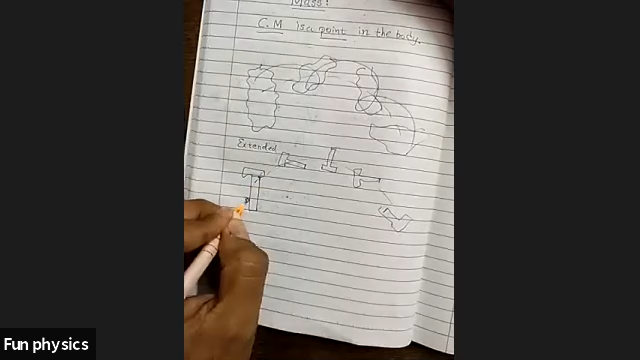 Mass:
C.M is a point in the body.
Extended
P
Fun physics